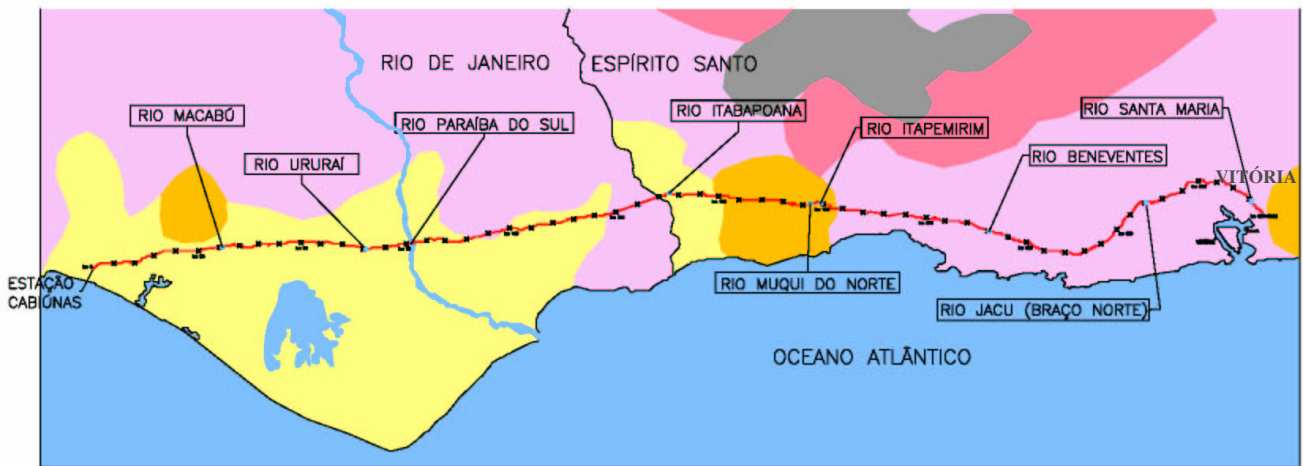 RIO DE JANEIRO
ESPÍRITO SANTO
RIO MACABÚ
RIO PARAÍBA DO SUL
RIO ITABAPOANA
RIO SANTA MARIA
RIO ITAPEMIRIM
RIO URURAÍ
RIO BENEVENTES
VITÓRIA
ESTAÇÃO
CABIÚNAS
RIO MUQUI DO NORTE
RIO JACU (BRAÇO NORTE)
OCEANO ATLÂNTICO